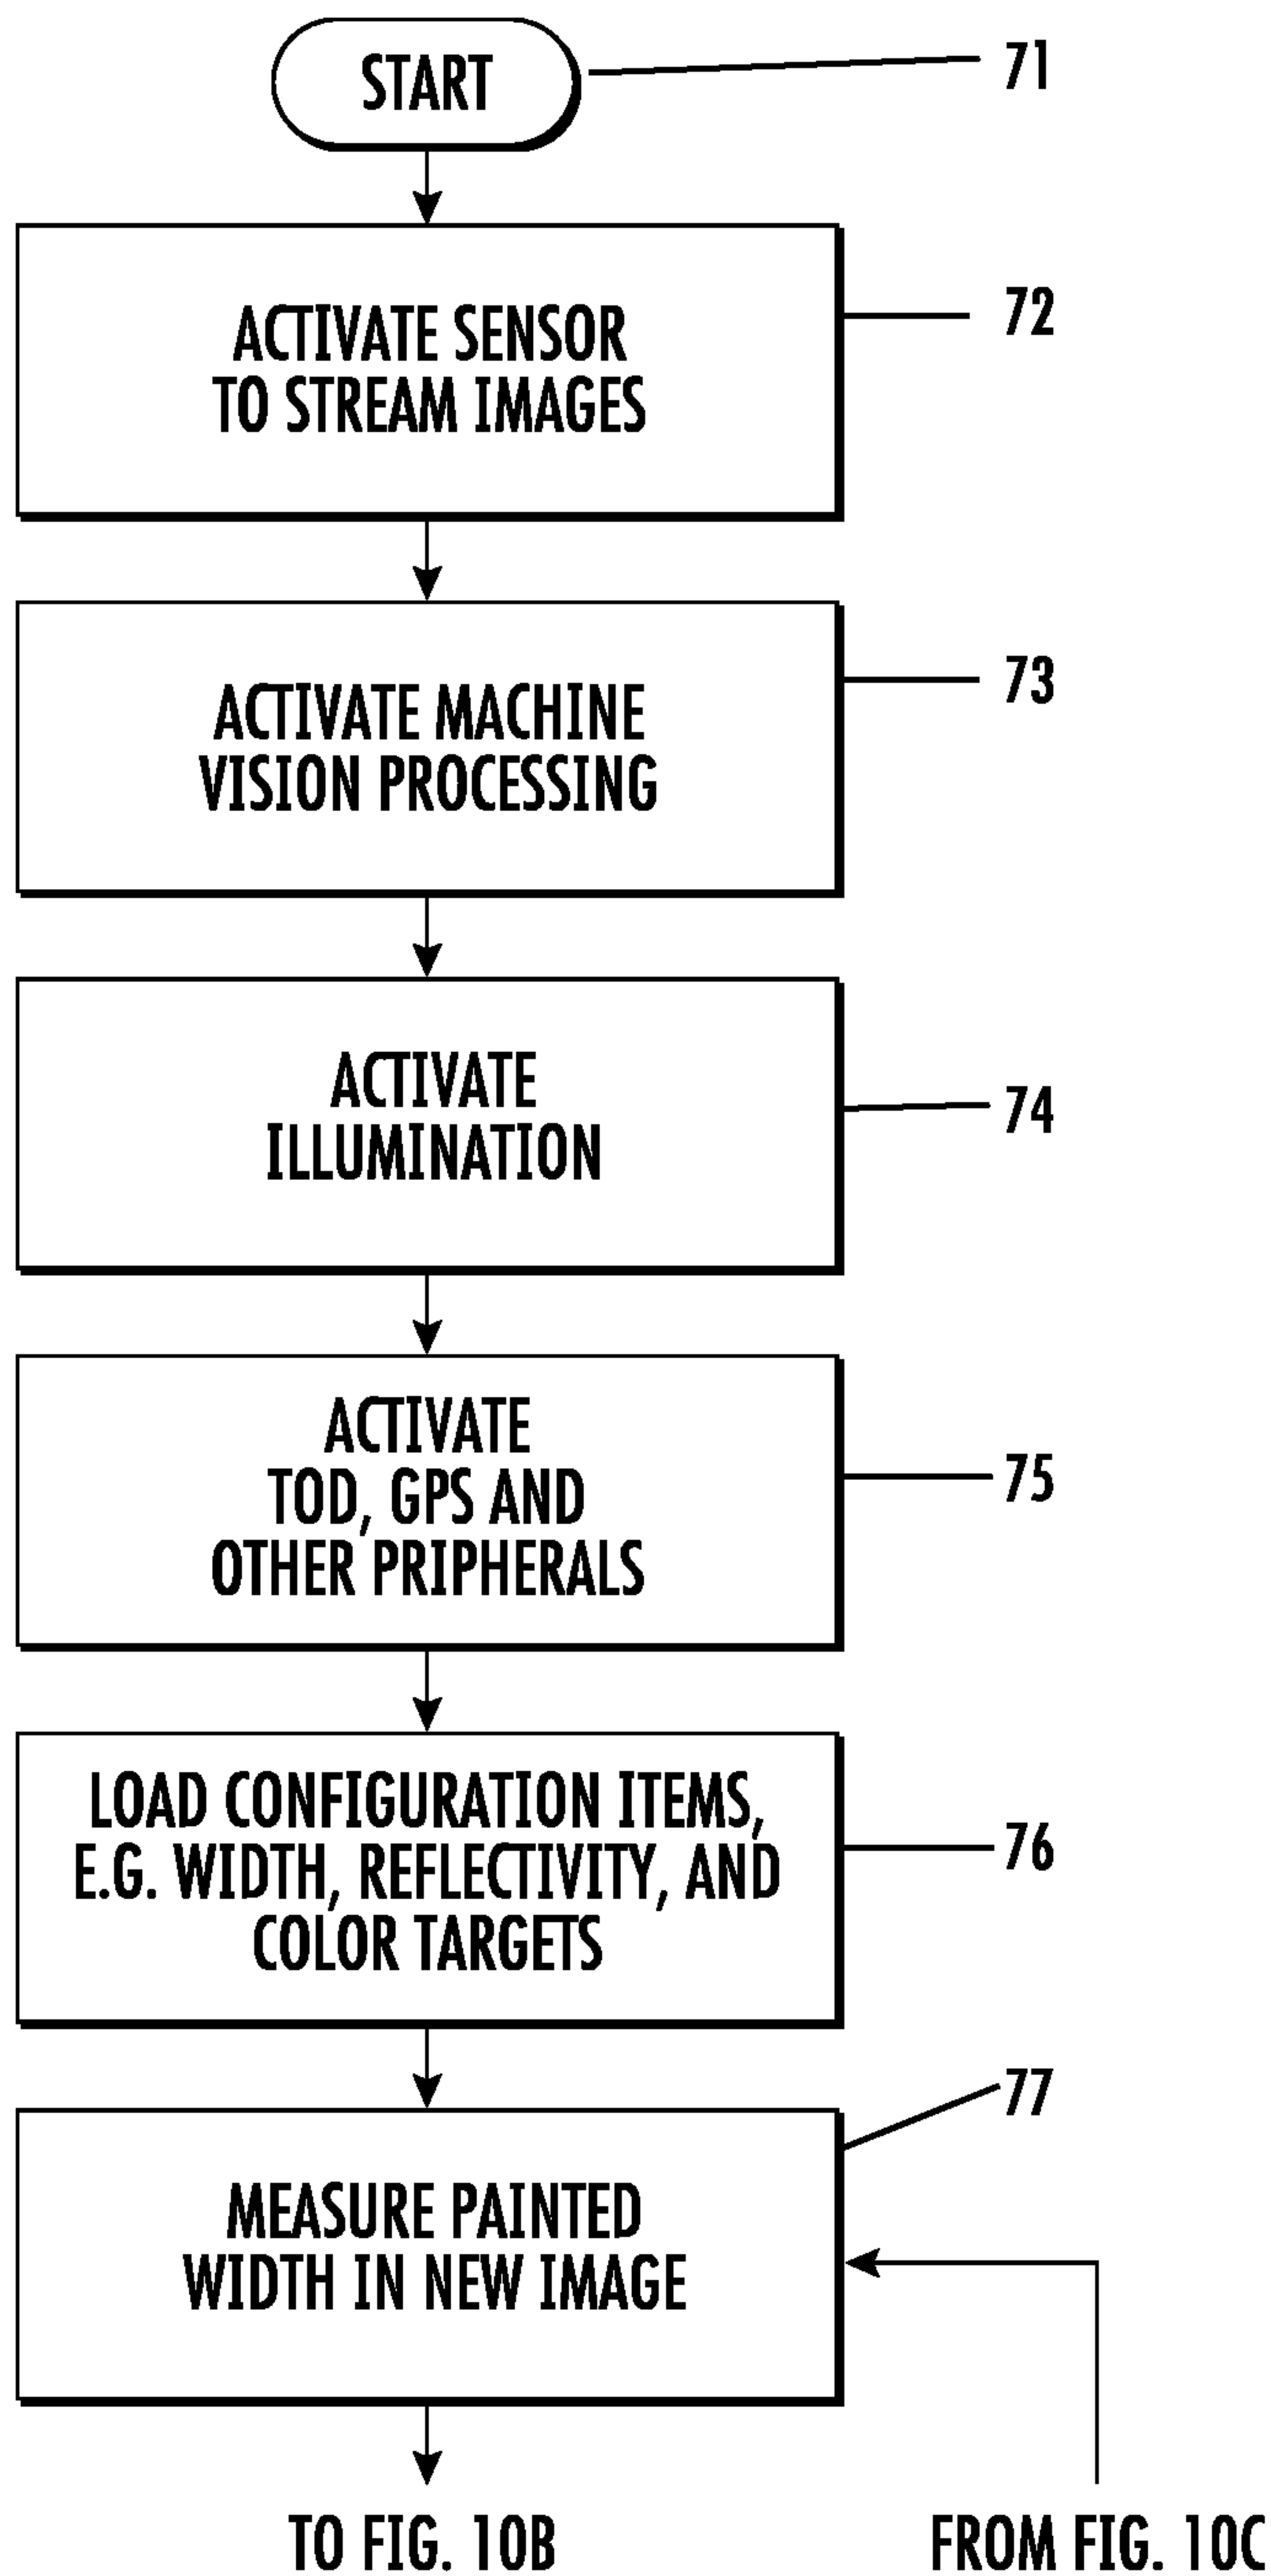 START
71
ACTIVATE SENSOR
TO STREAM IMAGES
72
ACTIVATE MACHINE
VISION PROCESSING
73
ACTIVATE
ILLUMINATION
74
ACTIVATE
TOD, GPS AND
OTHER PRIPHERALS
75
LOAD CONFIGURATION ITEMS,
E.G. WIDTH, REFLECTIVITY, AND
COLOR TARGETS
76
77
MEASURE PAINTED
WIDTH IN NEW IMAGE
TO FIG. 10B
FROM FIG. 10C